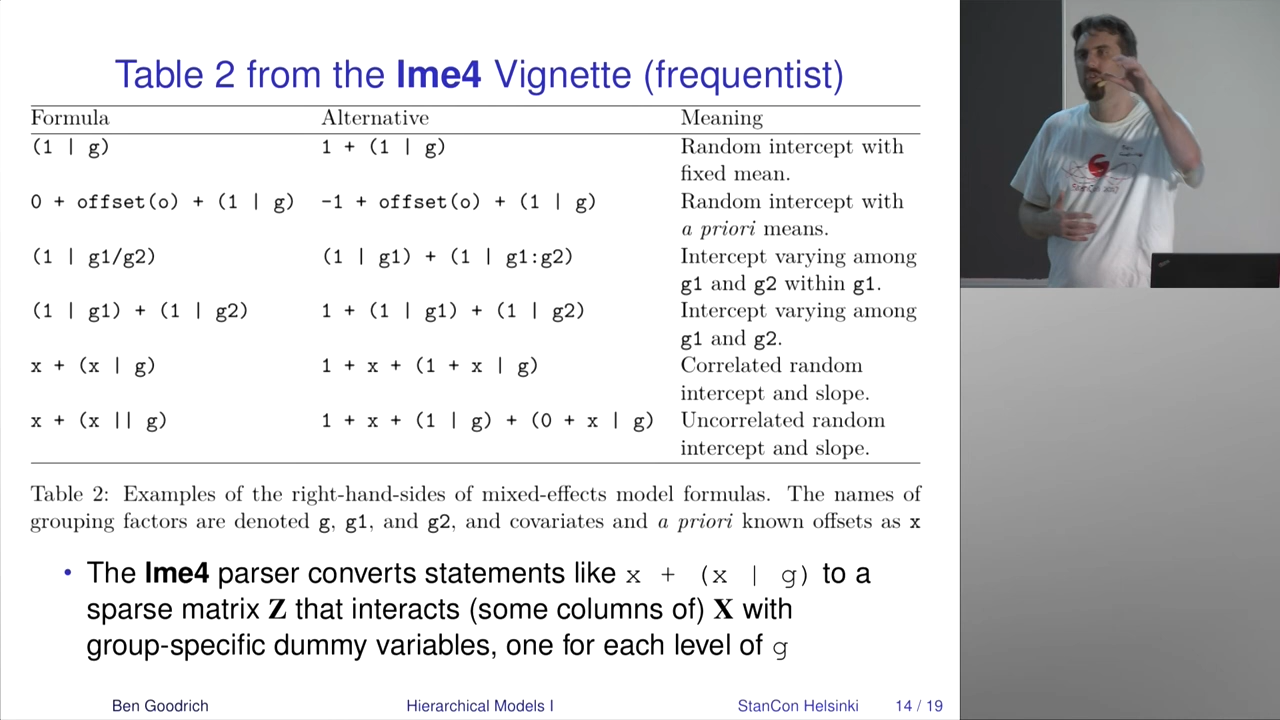 Table 2 from the lme4 Vignette (frequentist)
Formula Alternative Meaning
(1 | g) 1 + (1 | g) Random intercept with
fixed mean.
0 + offset(o) + (1 | g) -1 + offset(o) + (1 | g) Random intercept with
a priori means.
(1 | g1/g2) (1 | g1) + (1 | g1:g2) Intercept varying among
g1 and g2 within g1.
(1 | g1) + (1 | g2) 1 + (1 | g1) + (1 | g2) Intercept varying among
g1 and g2.
x + (x | g) 1 + x + (1 + x | g) Correlated random
intercept and slope.
x + (x || g) 1 + x + (1 | g) + (0 + x | g) Uncorrelated random
intercept and slope.
Table 2: Examples of the right-hand-sides of mixed-effects model formulas. The names of
grouping factors are denoted g, g1, and g2, and covariates and a priori known offsets as x
• The lme4 parser converts statements like x + (x | g) to a
sparse matrix Z that interacts (some columns of) X with
group-specific dummy variables, one for each level of g
Ben Goodrich Hierarchical Models I StanCon Helsinki 14 / 19